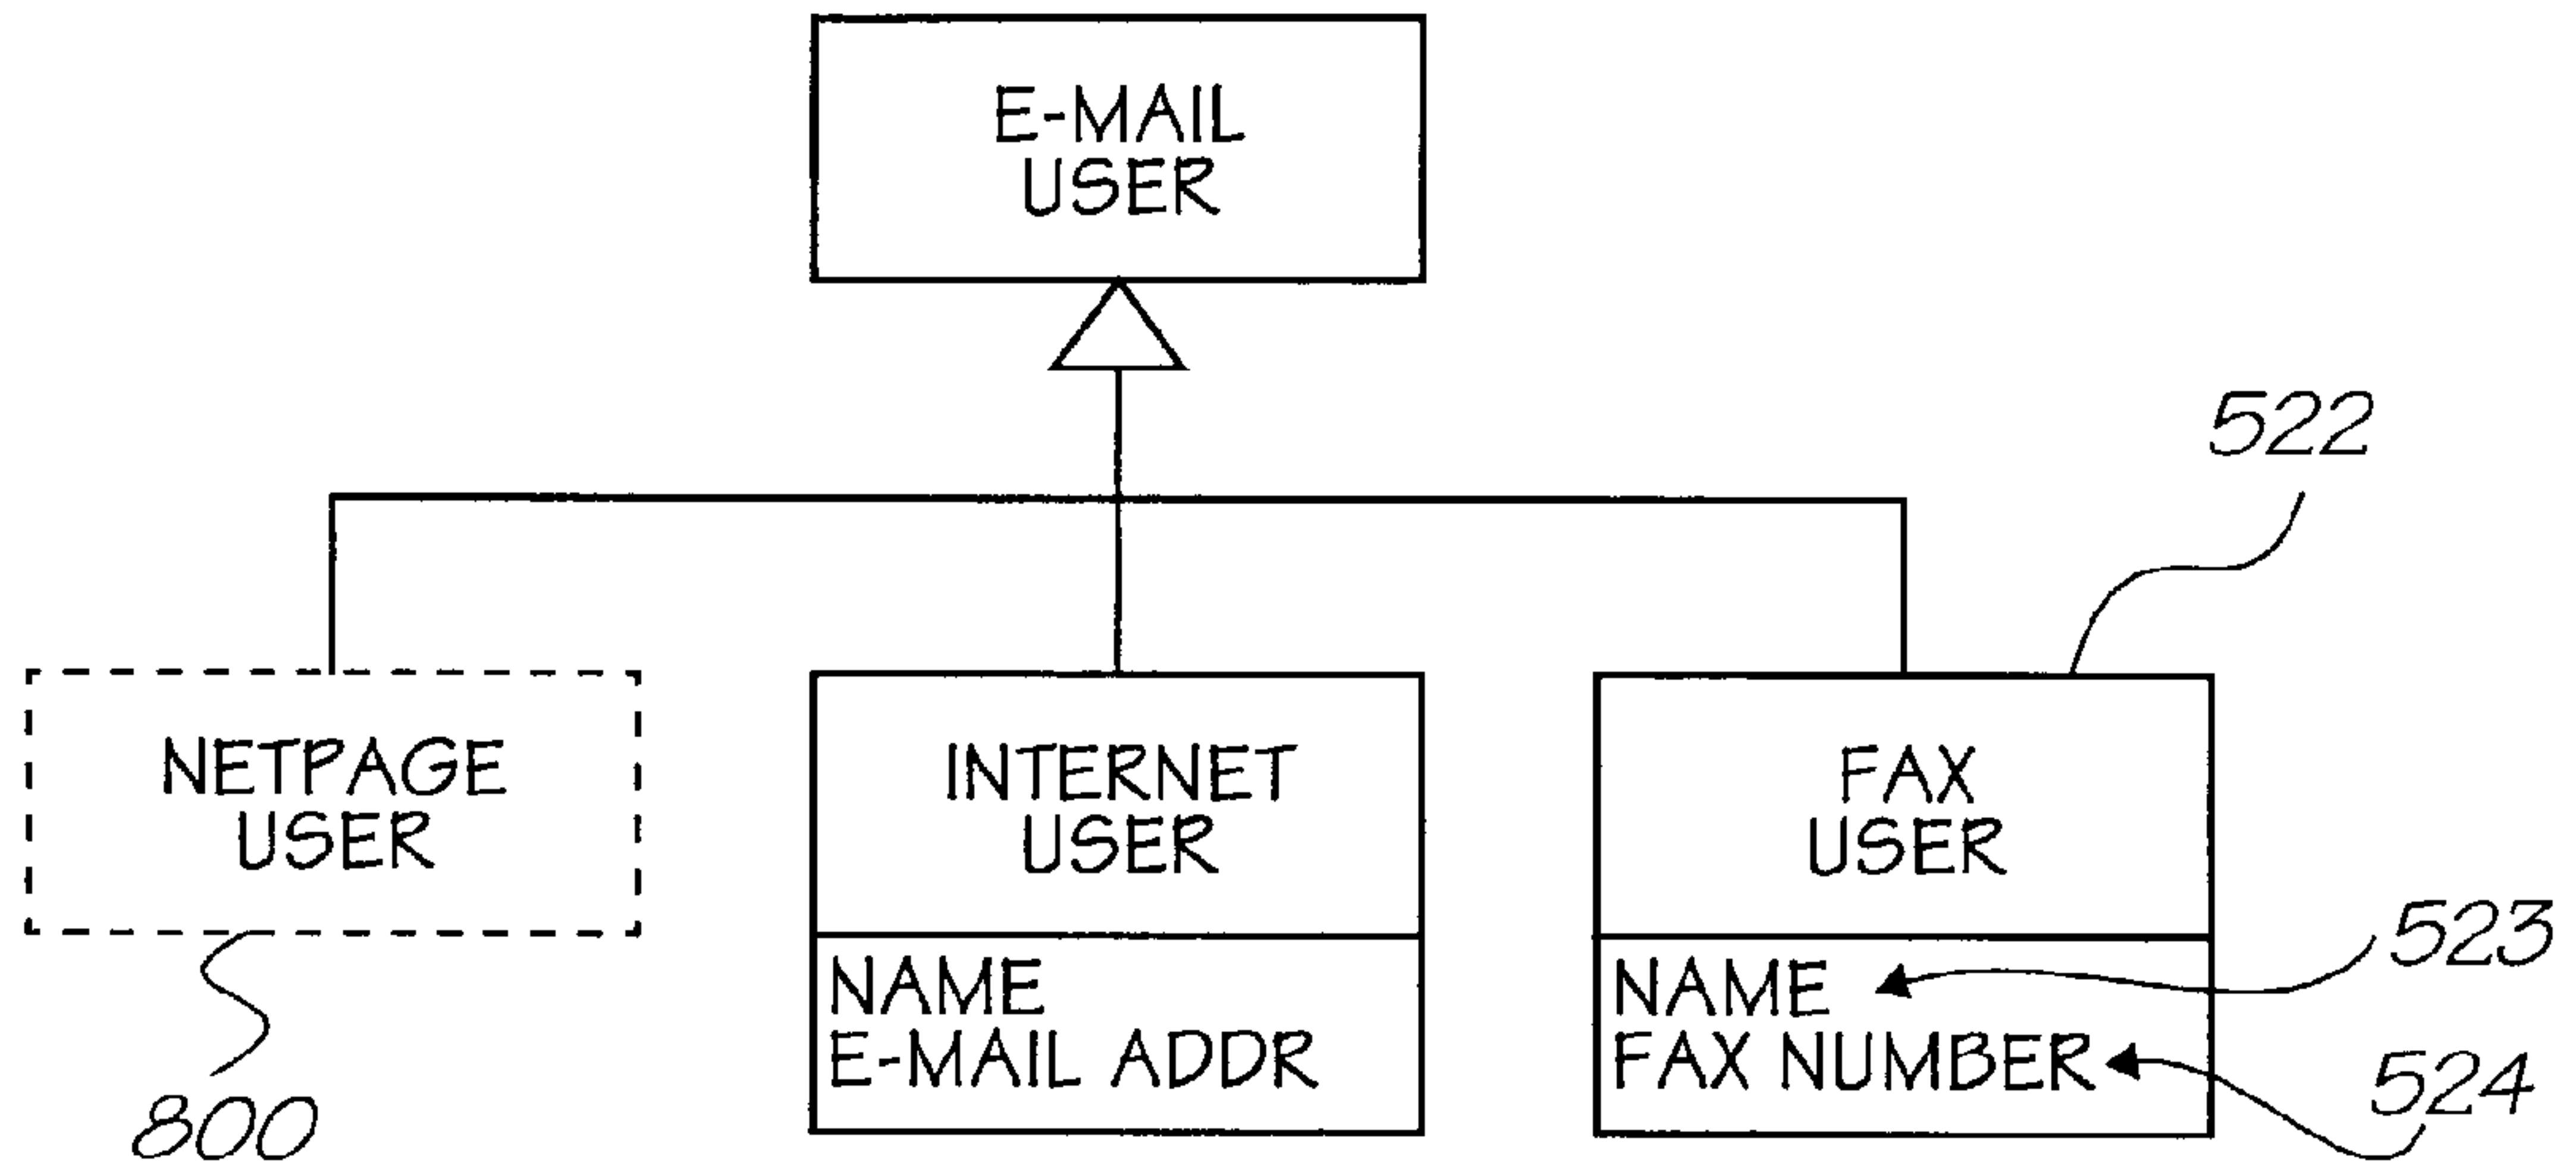 E-MAIL
USER
522
NETPAGE
USER
INTERNET
USER
FAX
USER
NAME
E-MAIL ADDR
NAME
FAX NUMBER
523
524
800